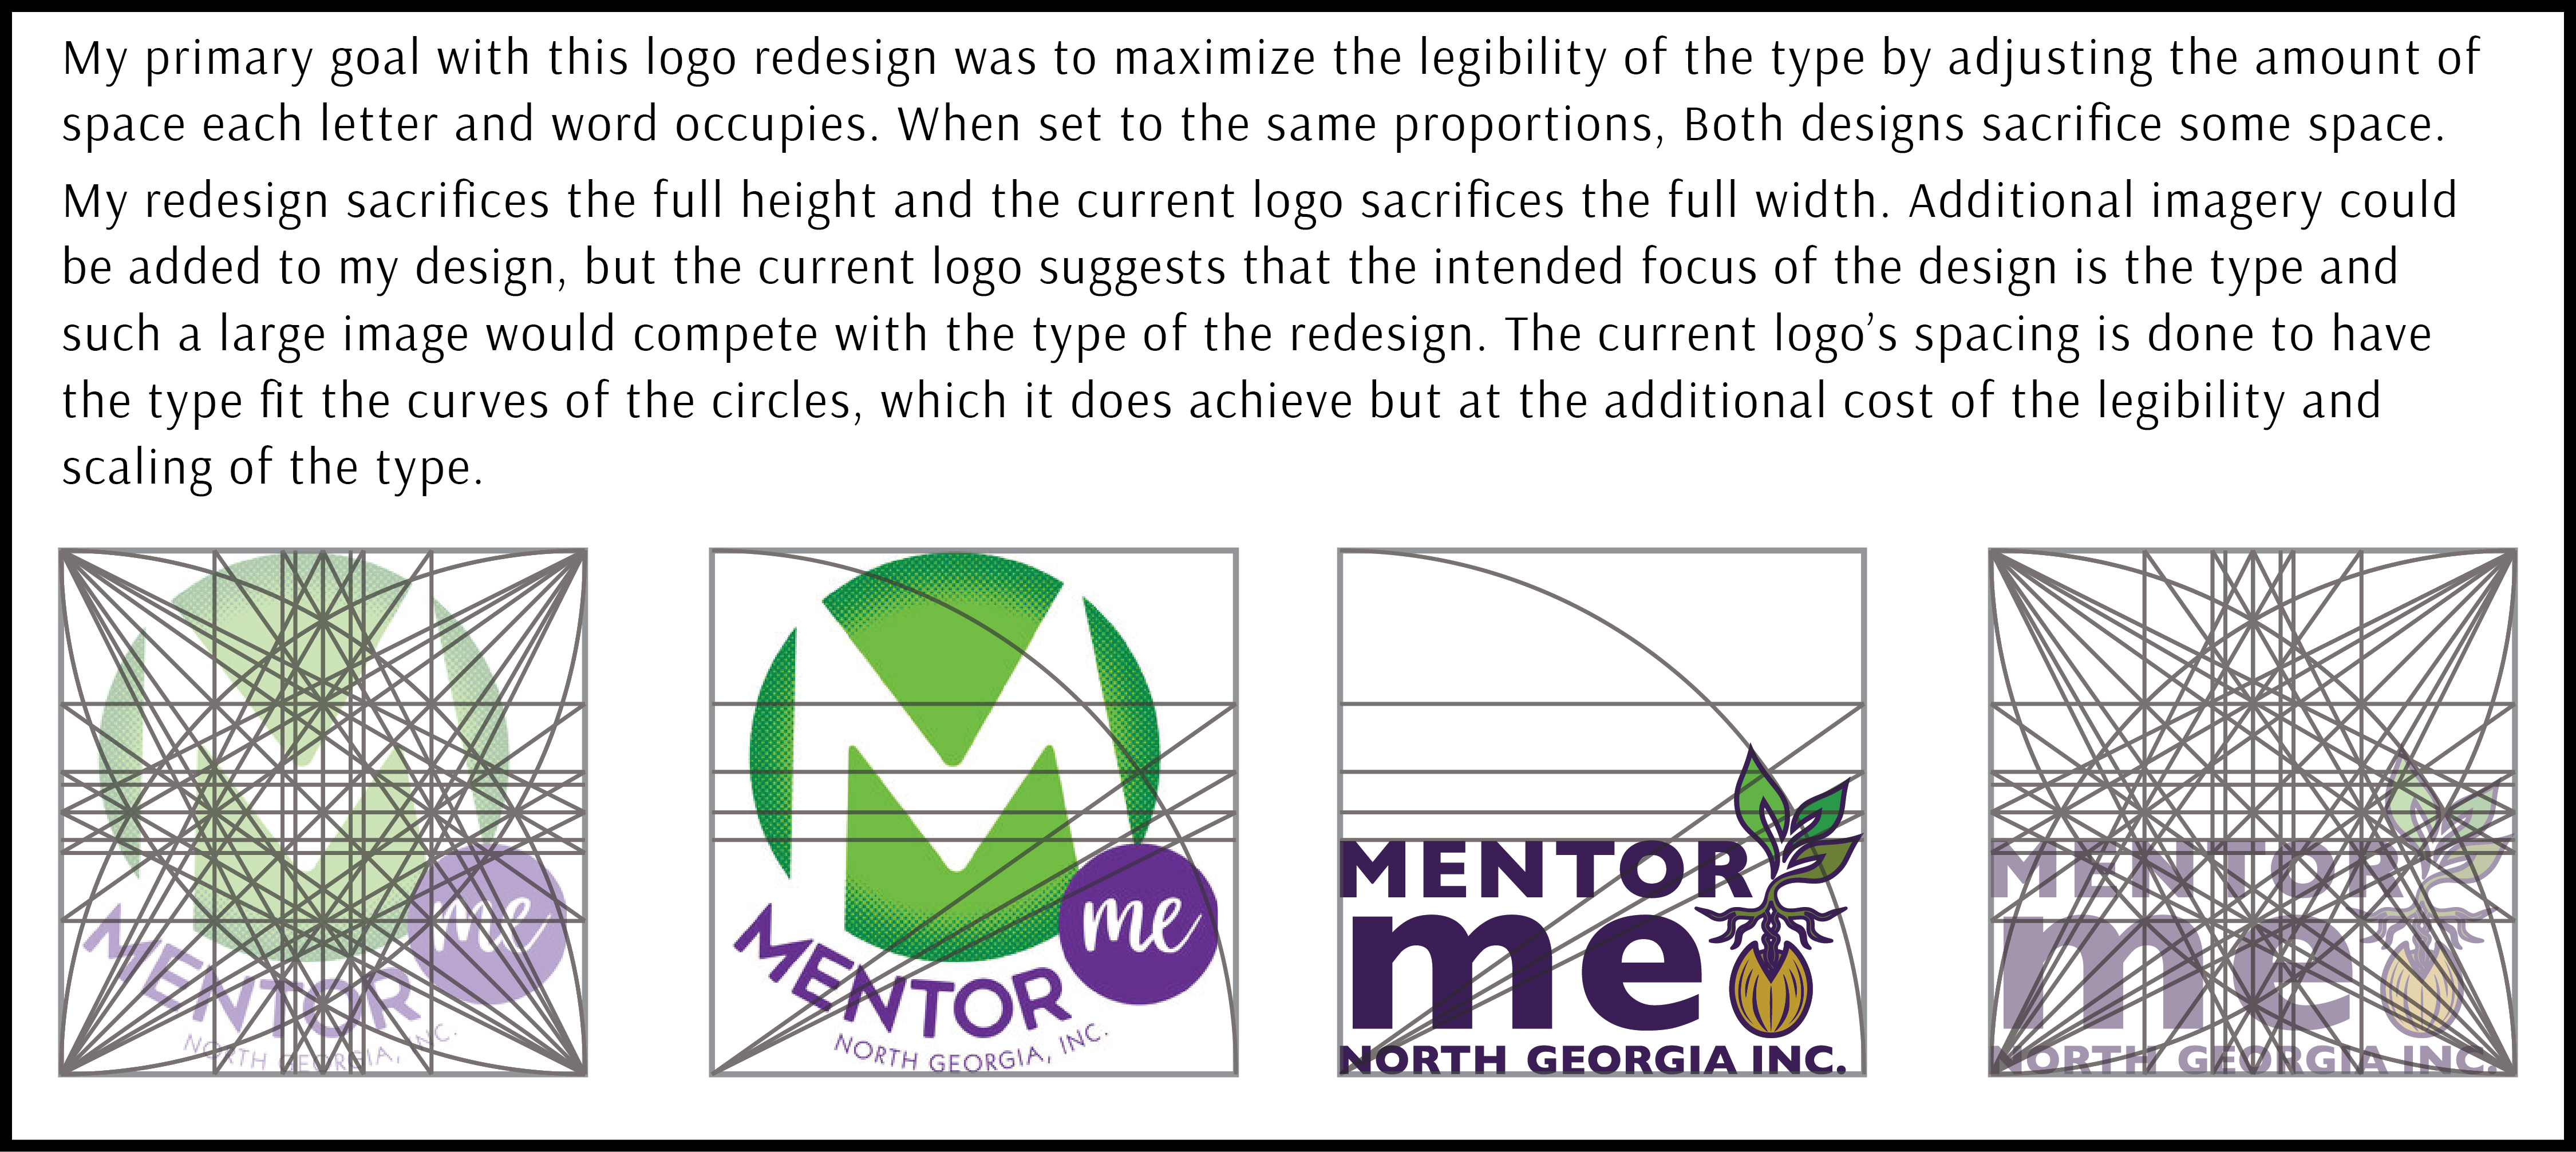 My primary goal with this logo redesign was to maximize the legibility of the type by adjusting the amount of
space each letter and word occupies. When set to the same proportions, Both designs sacrifice some space.
My redesign sacrifices the full height and the current logo sacrifices the full width. Additional imagery could
be added to my design, but the current logo suggests that the intended focus of the design is the type and
such a large image would compete with the type of the redesign. The current logo’s spacing is done to have
the type fit the curves of the circles, which it does achieve but at the additional cost of the legibility and
scaling of the type.
me
MENTOR
NORTH GEORGIA, INC.
me
MENTOR
NORTH GEORGIA, INC.
MENTOR
me
NORTH GEORGIA INC.
MENTOR
me
NORTH GEORGIA INC.